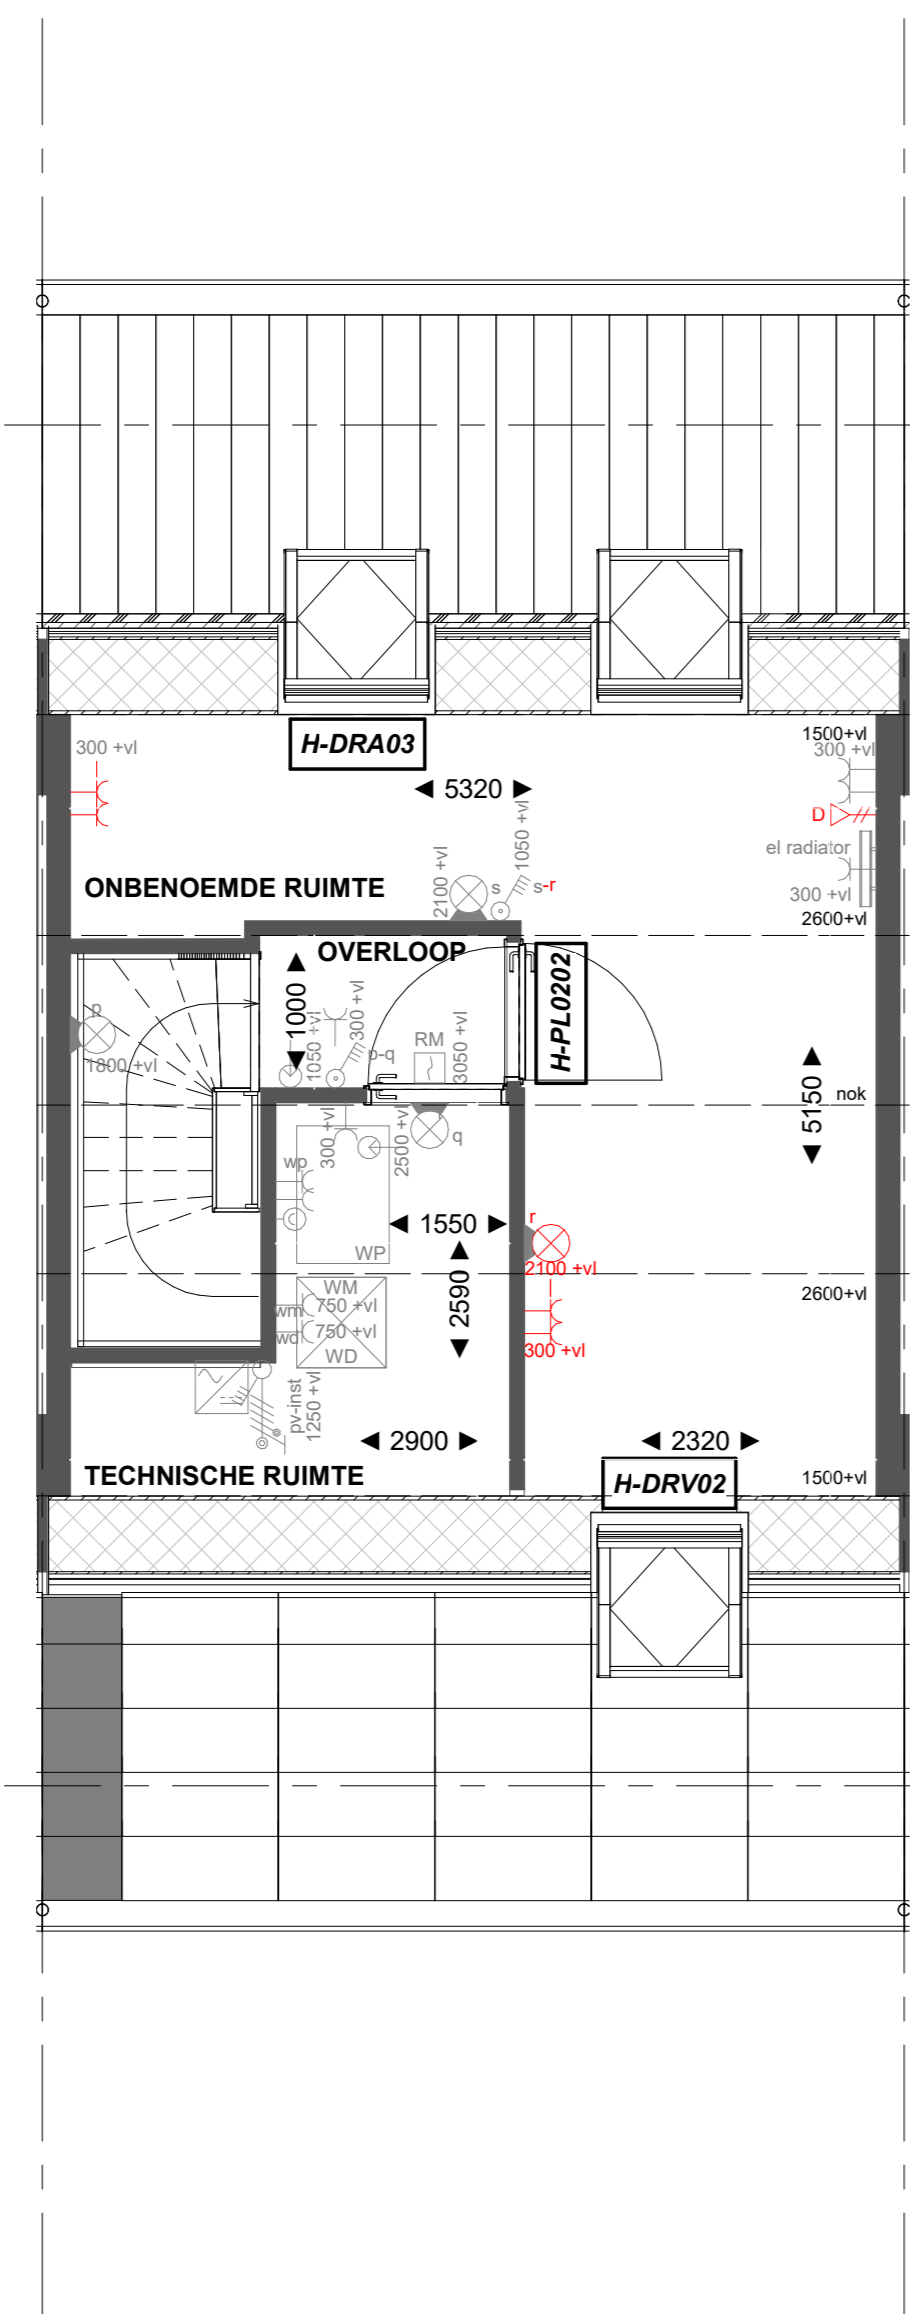 300 +vl
H-DRA03
1500+vl
300 +vl
5320
D
1050 +vl
2100 +vl
el radiator
ONBENOEMDE RUIMTE
s
s-r
300 +vl
2600+vl
OVERLOOP
H-PL0202
1000
300 +vl
p
1050 +vl
p-q
RM
3050 +vl
1800 +vl
5150
nok
300 +vl
2500 +vl
q
wp
1550
r
WP
2100 +vl
2590
WM
wm
750 +vl
2600+vl
wd
750 +vl
WD
300 +vl
pv-inst
1250 +vl
2900
2320
TECHNISCHE RUIMTE
H-DRV02
1500+vl